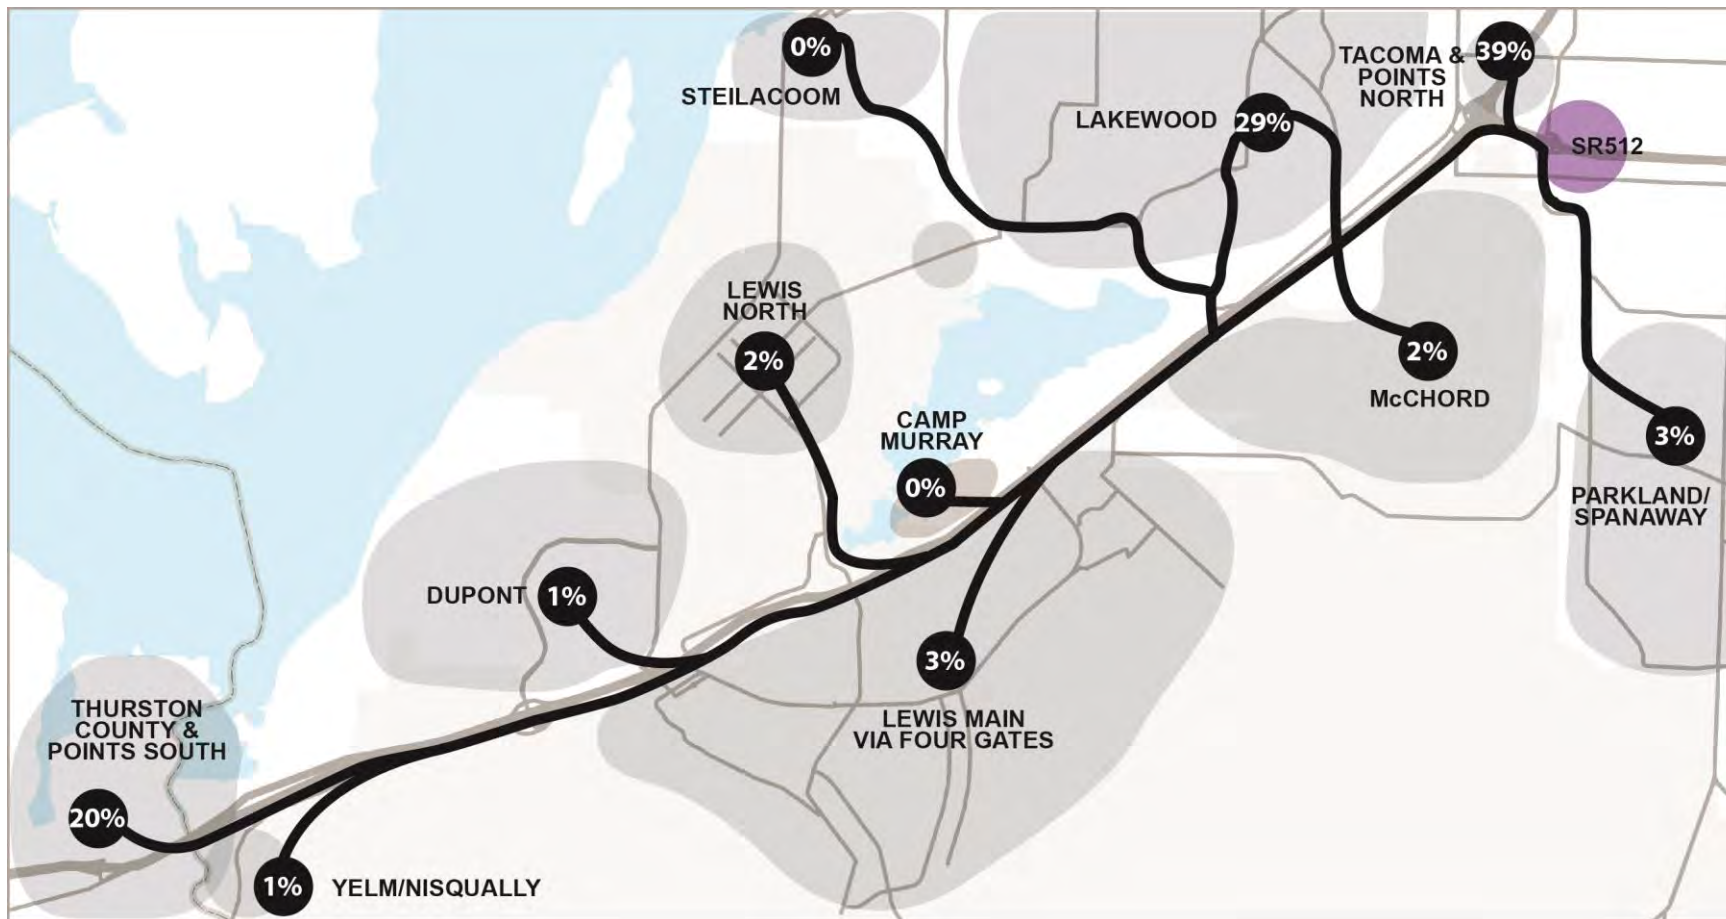 0%
STEILACOOM
TACOMA &
POINTS
NORTH
39%
LAKEWOOD
29%
SR512
LEWIS
NORTH
2%
2%
McCHORD
CAMP
MURRAY
0%
3%
PARKLAND/
SPANAWAY
DUPONT
1%
3%
LEWIS MAIN
VIA FOUR GATES
THURSTON
COUNTY &
POINTS SOUTH
20%
1%
YELM/NISQUALLY